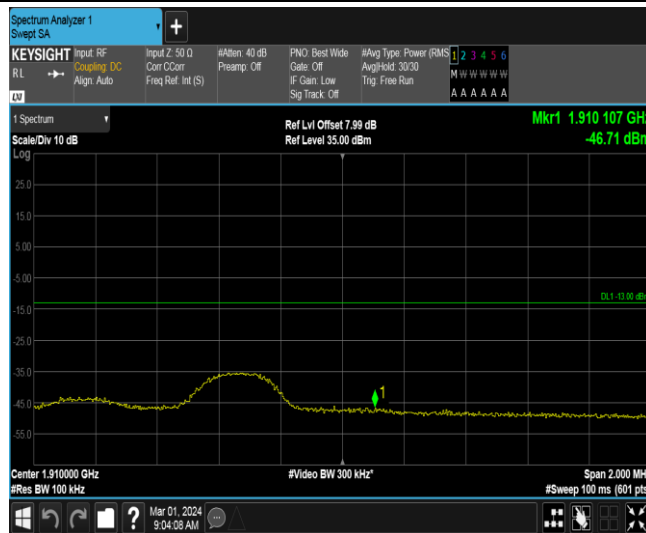 Spectrum Analyzer 1
Swept SA
+
KEYSIGHT
RL
LXI
Input: RF
Coupling: DC
Align: Auto
Input Z: 50 Ω
Corr CCorr
Freq Ref: Int (S)
#Atten: 40 dB
Preamp: Off
PNO: Best Wide
Gate: Off
IF Gain: Low
Sig Track: Off
#Avg Type: Power (RMS
Avg|Hold: 30/30
Trig: Free Run
1 2 3 4 5 6
M W W W W W
A A A A A A
1 Spectrum
Scale/Div 10 dB
Log
Ref Lvl Offset 7.99 dB
Ref Level 35.00 dBm
Mkr1 1.910 107 GHz
-46.71 dBm
25.0
15.0
5.00
-5.00
DL1 -13.00 dBm
-15.0
-25.0
-35.0
1
-45.0
-55.0
Center 1.910000 GHz
#Res BW 100 kHz
#Video BW 300 kHz*
Span 2.000 MH
#Sweep 100 ms (601 pts
?
Mar 01, 2024
9:04:08 AM